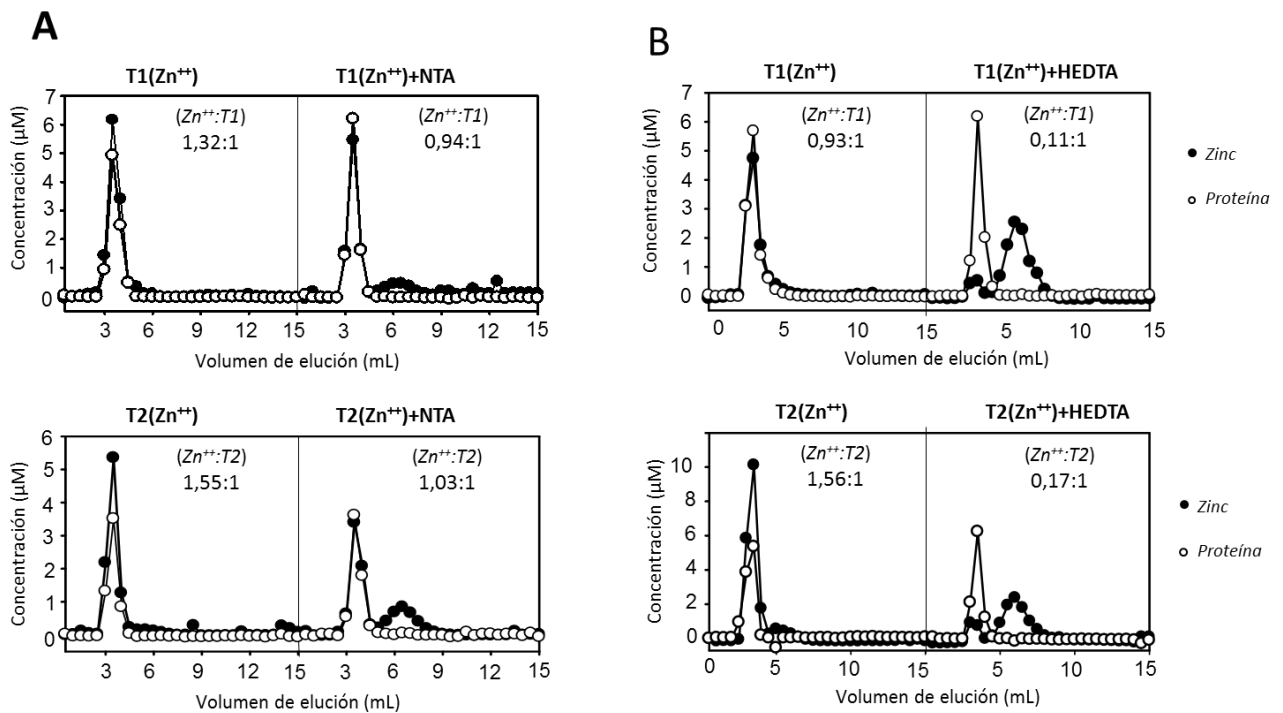 A
T1(Zn⁺⁺) T1(Zn⁺⁺)+NTA
7
6
5
4
3
2
1
0
Concentración (µM)
(Zn⁺⁺:T1)
1,32:1
(Zn⁺⁺:T1)
0,94:1
3 6 9 12 15 3 6 9 12 15
Volumen de elución (mL)
B
T1(Zn⁺⁺) T1(Zn⁺⁺)+HEDTA
7
6
5
4
3
2
1
0
Concentración (µM)
(Zn⁺⁺:T1)
0,93:1
(Zn⁺⁺:T1)
0,11:1
0 5 10 15 5 10 15
Volumen de elución (mL)
Zinc
Proteína
T2(Zn⁺⁺) T2(Zn⁺⁺)+NTA
6
5
4
3
2
1
0
Concentración (µM)
(Zn⁺⁺:T2)
1,55:1
(Zn⁺⁺:T2)
1,03:1
3 6 9 12 15 3 6 9 12 15
Volumen de elución (mL)
T2(Zn⁺⁺) T2(Zn⁺⁺)+HEDTA
10
8
6
4
2
0
Concentración (µM)
(Zn⁺⁺:T2)
1,56:1
(Zn⁺⁺:T2)
0,17:1
0 5 10 15 5 10 15
Volumen de elución (mL)
Zinc
Proteína